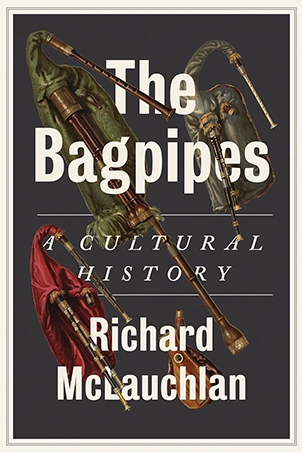 The
Bagpipes
A CULTURAL
HISTORY
Richard
McLauchlan